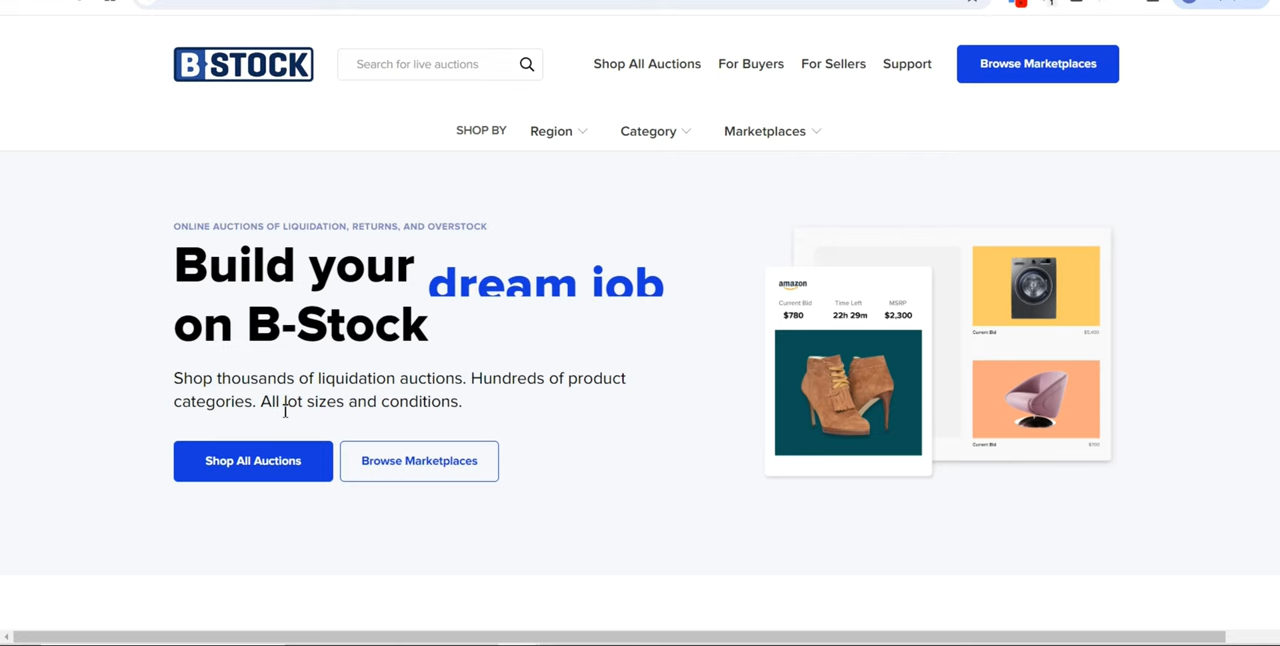 B-STOCK
Search for live auctions
Shop All Auctions
For Buyers
For Sellers
Support
Browse Marketplaces
SHOP BY
Region
Category
Marketplaces
ONLINE AUCTIONS OF LIQUIDATION, RETURNS, AND OVERSTOCK
Build your dream job
on B-Stock
Shop thousands of liquidation auctions. Hundreds of product
categories. All lot sizes and conditions.
Shop All Auctions
Browse Marketplaces
amazon
Current Bid Time Left MSRP
$780 22h 29m $2,300
Current Bid
Current Bid